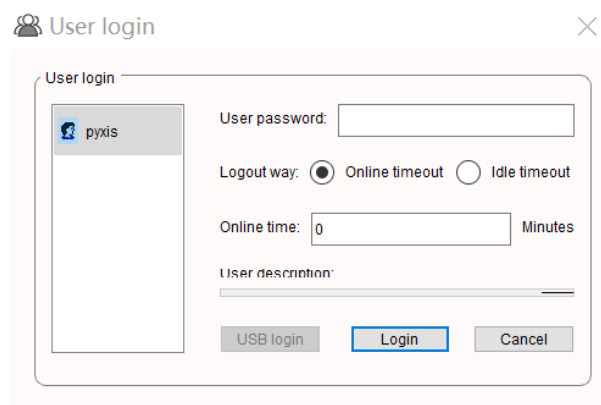 User login
User login
pyxis
User password:
Logout way: Online timeout Idle timeout
Online time: 0 Minutes
User description:
USB login Login Cancel